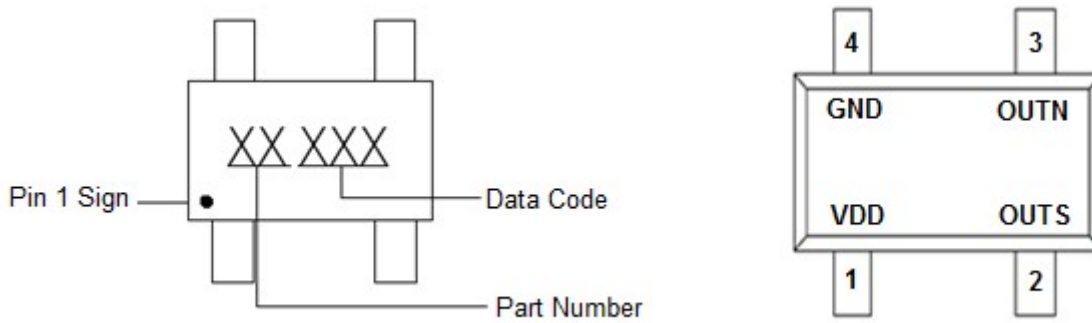 4 3
GND OUTN
XX XXX
Pin 1 Sign
Data Code
VDD OUTS
1 2
Part Number